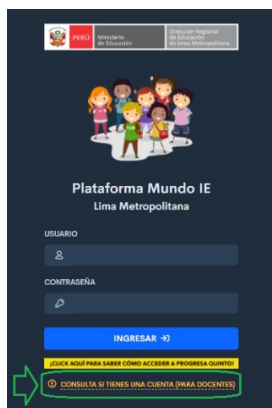 PERÚ
Ministerio
de Educación
Dirección Regional
de Educación
de Lima Metropolitana
Plataforma Mundo IE
Lima Metropolitana
USUARIO
CONTRASEÑA
INGRESAR
¡CLICK AQUÍ PARA SABER CÓMO ACCEDER A PROGRESA QUINTO!
CONSULTA SI TIENES UNA CUENTA (PARA DOCENTES)